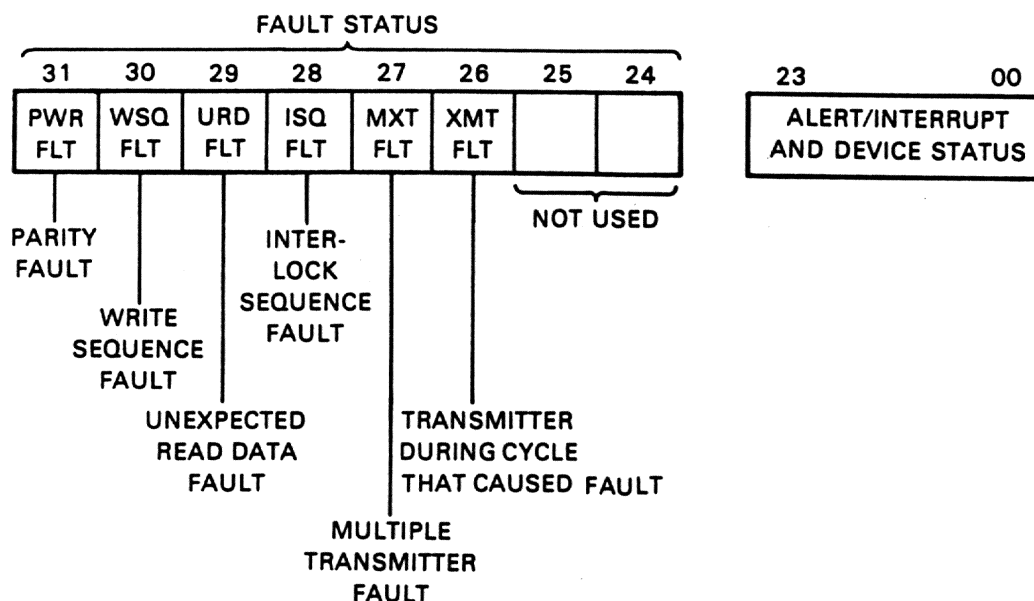 FAULT STATUS
31 30 29 28 27 26 25 24
23 00
PWR FLT
WSQ FLT
URD FLT
ISQ FLT
MXT FLT
XMT FLT
ALERT/INTERRUPT
AND DEVICE STATUS
NOT USED
PARITY
FAULT
INTER-
LOCK
SEQUENCE
FAULT
WRITE
SEQUENCE
FAULT
UNEXPECTED
READ DATA
FAULT
TRANSMITTER
DURING CYCLE
THAT CAUSED FAULT
MULTIPLE
TRANSMITTER
FAULT